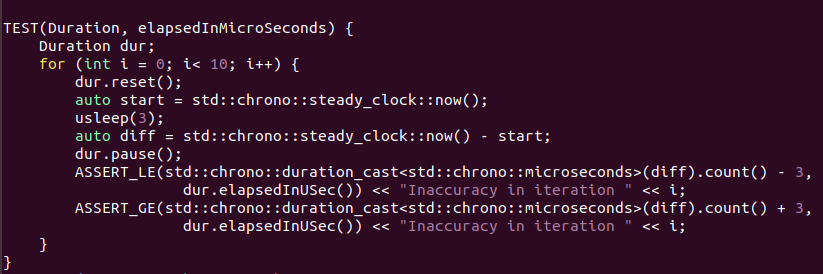 TEST(Duration, elapsedInMicroSeconds) {
    Duration dur;
    for (int i = 0; i< 10; i++) {
        dur.reset();
        auto start = std::chrono::steady_clock::now();
        usleep(3);
        auto diff = std::chrono::steady_clock::now() - start;
        dur.pause();
        ASSERT_LE(std::chrono::duration_cast<std::chrono::microseconds>(diff).count() - 3,
                    dur.elapsedInUSec()) << "Inaccuracy in iteration " << i;
        ASSERT_GE(std::chrono::duration_cast<std::chrono::microseconds>(diff).count() + 3,
                    dur.elapsedInUSec()) << "Inaccuracy in iteration " << i;
    }
}